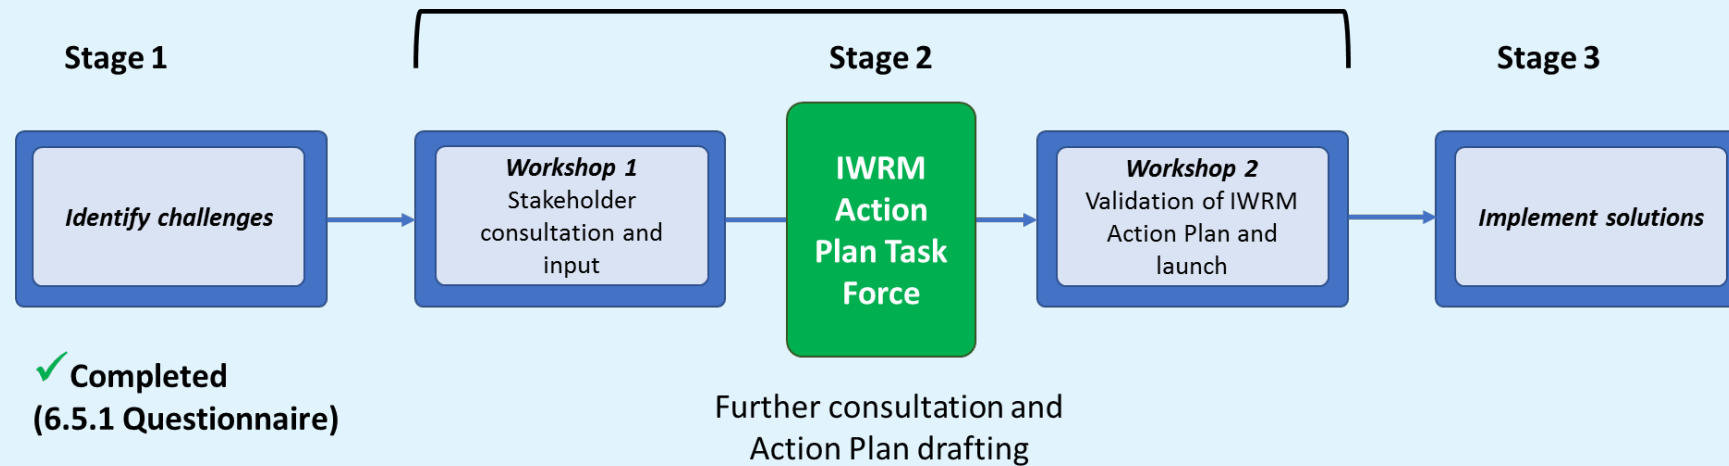 Stage 1
Stage 2
Stage 3
Identify challenges
Workshop 1
Stakeholder
consultation and
input
IWRM
Action
Plan Task
Force
Workshop 2
Validation of IWRM
Action Plan and
launch
Implement solutions
Completed
(6.5.1 Questionnaire)
Further consultation and
Action Plan drafting